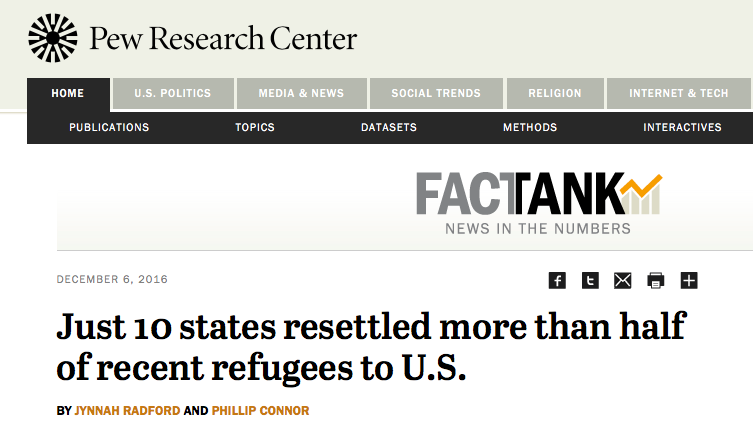 Pew Research Center
HOME U.S. POLITICS MEDIA & NEWS SOCIAL TRENDS RELIGION INTERNET & TECH
PUBLICATIONS TOPICS DATASETS METHODS INTERACTIVES
FACTTANK
NEWS IN THE NUMBERS
DECEMBER 6, 2016
Just 10 states resettled more than half
of recent refugees to U.S.
BY JYNNAH RADFORD AND PHILLIP CONNOR